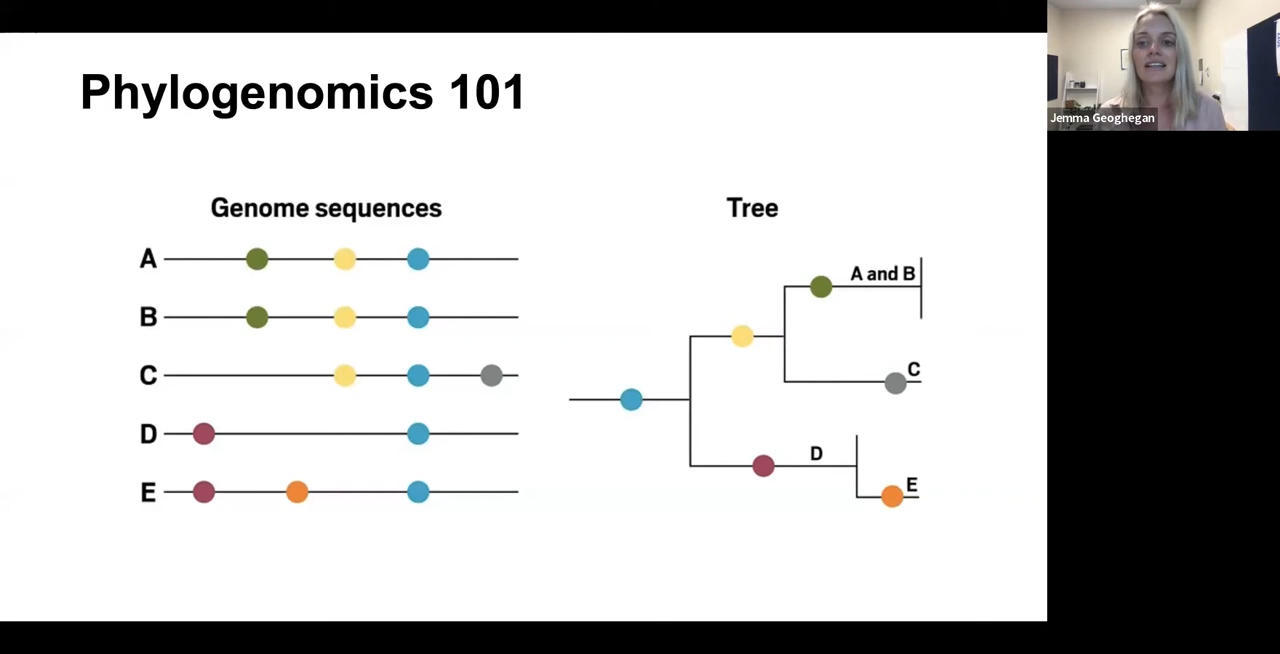 Phylogenomics 101
Jemma Geoghegan
Genome sequences
Tree
A
B
C
D
E
A and B
C
D
E